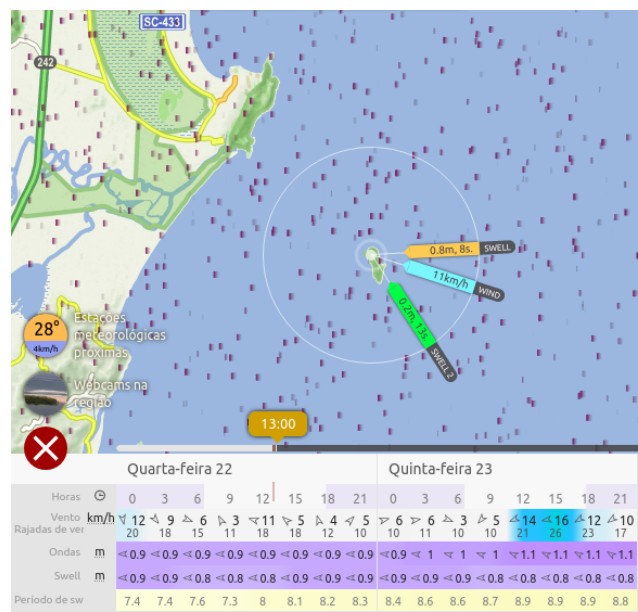 SC-433
242
0.8m, 8s. SWELL
11km/h WIND
0.2m, 13s. SWELL 2
28°
4km/h
Estações
meteorológicas
próximas
Webcams na
região
13:00
Quarta-feira 22 Quinta-feira 23
Horas 0 3 6 9 12 15 18 21 0 3 6 9 12 15 18 21
Vento km/h 12 9 6 3 11 5 4 5 6 6 3 5 14 16 12 10
Rajadas de ver 20 18 15 11 18 15 12 12 10 11 10 10 21 26 23 17
Ondas m 0.9 0.9 0.9 0.9 0.9 0.9 0.9 0.9 0.9 1 1 1 1.1 1.1 1.1 1.1
Swell m 0.9 0.9 0.9 0.8 0.8 0.8 0.8 0.8 0.9 0.8 0.8 0.8 0.8 0.9 0.9 0.9
Período de sw 7.4 7.4 7.6 7.3 8 8.1 8.2 8.3 8.4 8.6 8.6 8.7 8.9 8.9 8.9 8.8